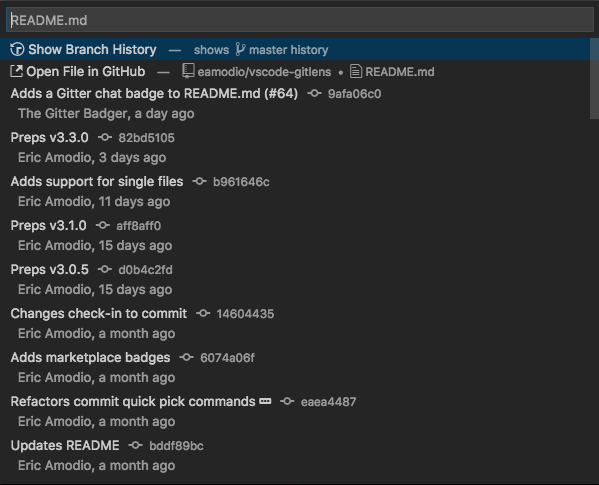 README.md
Show Branch History — shows master history
Open File in GitHub — eamodio/vscode-gitlens • README.md
Adds a Gitter chat badge to README.md (#64) 9afa06c0
The Gitter Badger, a day ago
Preps v3.3.0 82bd5105
Eric Amodio, 3 days ago
Adds support for single files b961646c
Eric Amodio, 11 days ago
Preps v3.1.0 aff8aff0
Eric Amodio, 15 days ago
Preps v3.0.5 d0b4c2fd
Eric Amodio, 15 days ago
Changes check-in to commit 14604435
Eric Amodio, a month ago
Adds marketplace badges 6074a06f
Eric Amodio, a month ago
Refactors commit quick pick commands eaea4487
Eric Amodio, a month ago
Updates README bddf89bc
Eric Amodio, a month ago